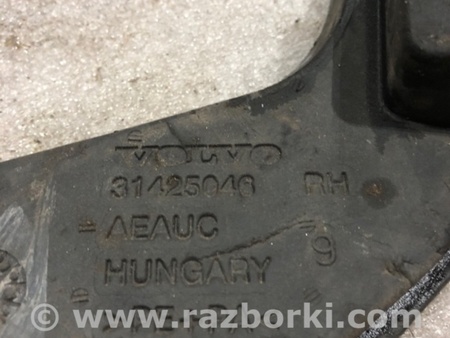 VOLVO
31425046 RH
AEAUC
HUNGARY 9
www.razborki.com